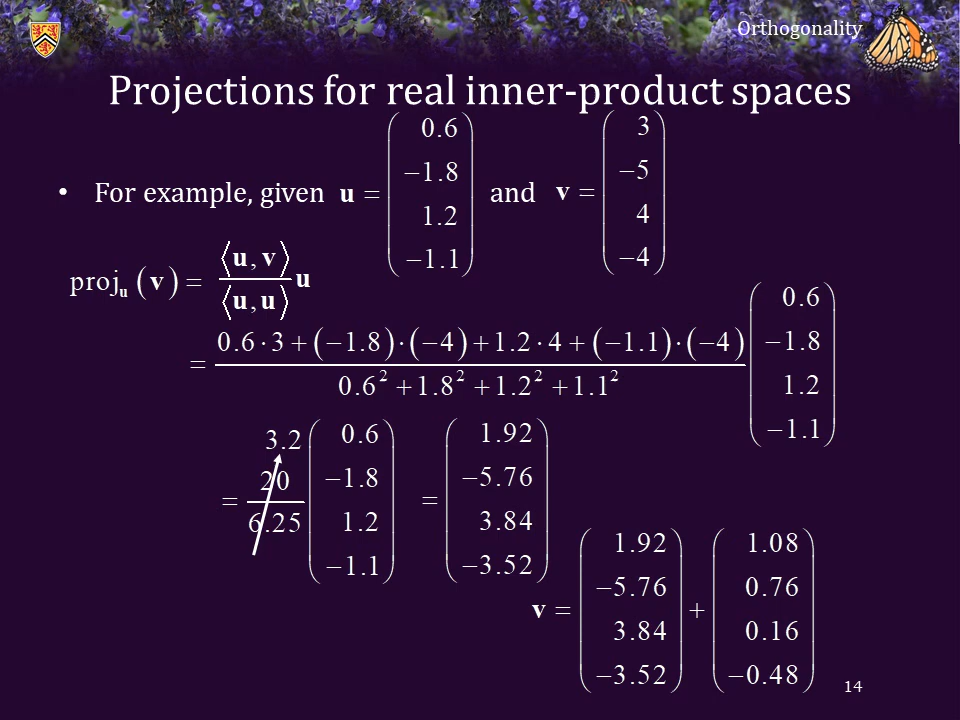 Orthogonality
Projections for real inner-product spaces
• For example, given u = (0.6 −1.8 1.2 −1.1) and v = (3 −5 4 −4)
proj_u (v) = ⟨u, v⟩ / ⟨u, u⟩ u
= 0.6·3 + (−1.8)·(−4) + 1.2·4 + (−1.1)·(−4) / 0.6² + 1.8² + 1.2² + 1.1² (0.6 −1.8 1.2 −1.1)
3.2
= 20 / 6.25 (0.6 −1.8 1.2 −1.1) = (1.92 −5.76 3.84 −3.52)
v = (1.92 −5.76 3.84 −3.52) + (1.08 0.76 0.16 −0.48)
14